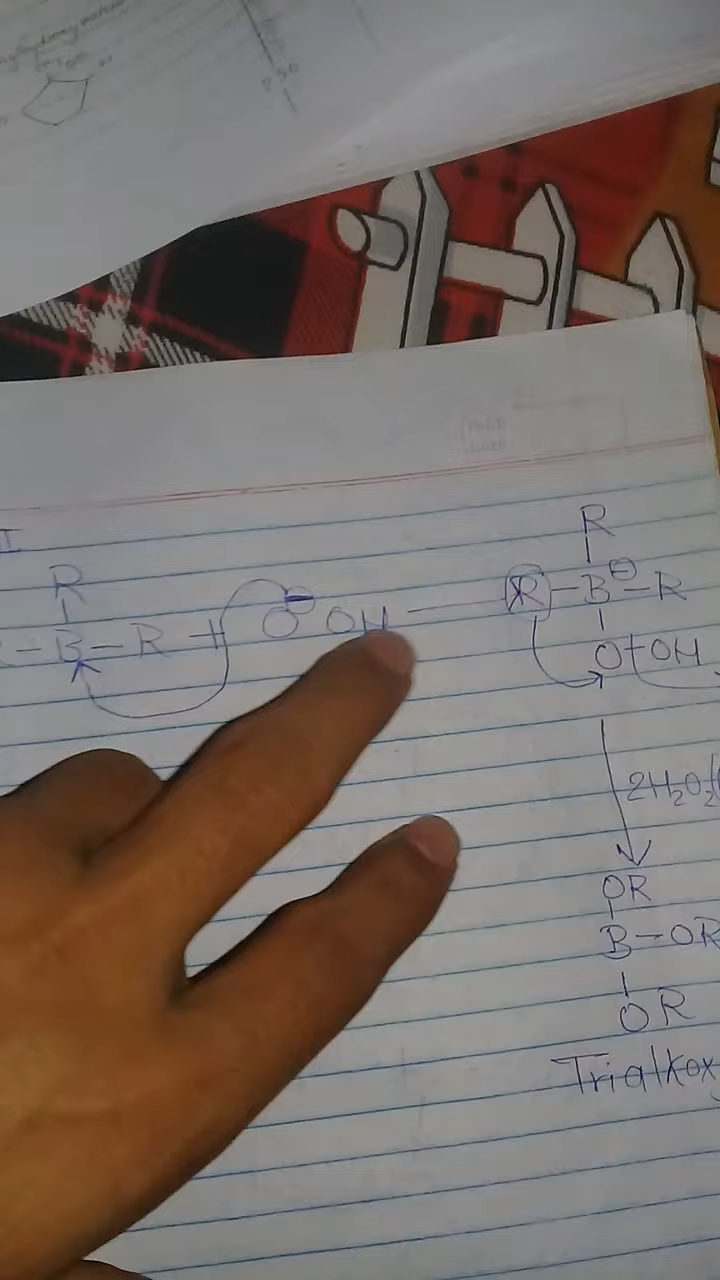 I
R R
-B-R + O⊖ OH — R-B⊖-R
O+OH
2H₂O₂
OR
B-OR
OR
Trialkox